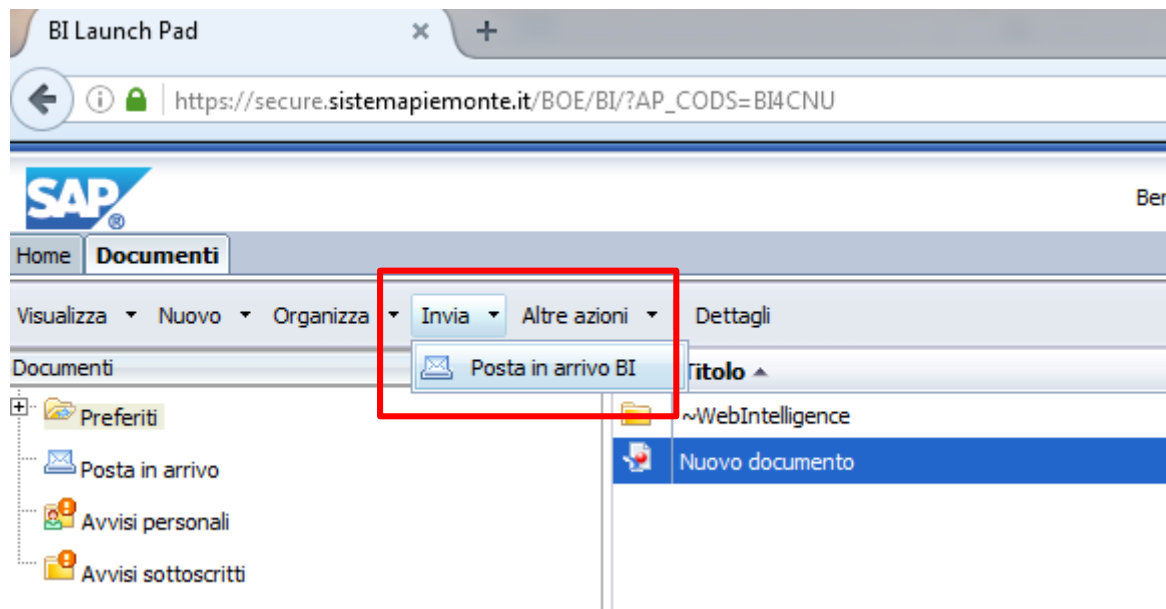 BI Launch Pad
https://secure.sistemapiemonte.it/BOE/BI/?AP_CODS=BI4CNU
SAP®
Ber
Home Documenti
Visualizza Nuovo Organizza Invia Altre azioni Dettagli
Documenti Posta in arrivo BI Titolo
Preferiti ~WebIntelligence
Posta in arrivo Nuovo documento
Avvisi personali
Avvisi sottoscritti